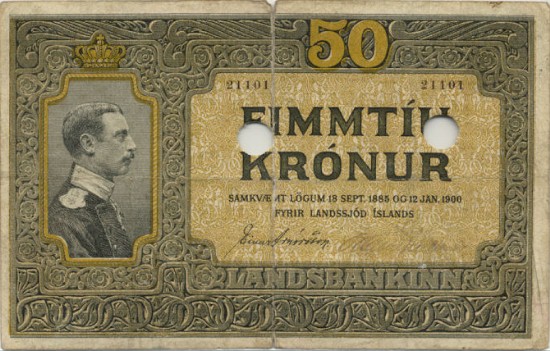 50
21101 21101
FIMMTÍU
KRÓNUR
SAMKVÆMT LÖGUM 18 SEPT. 1885 OG 12 JAN. 1900
FYRIR LANDSSJÓÐ ÍSLANDS
LANDSBANKINN